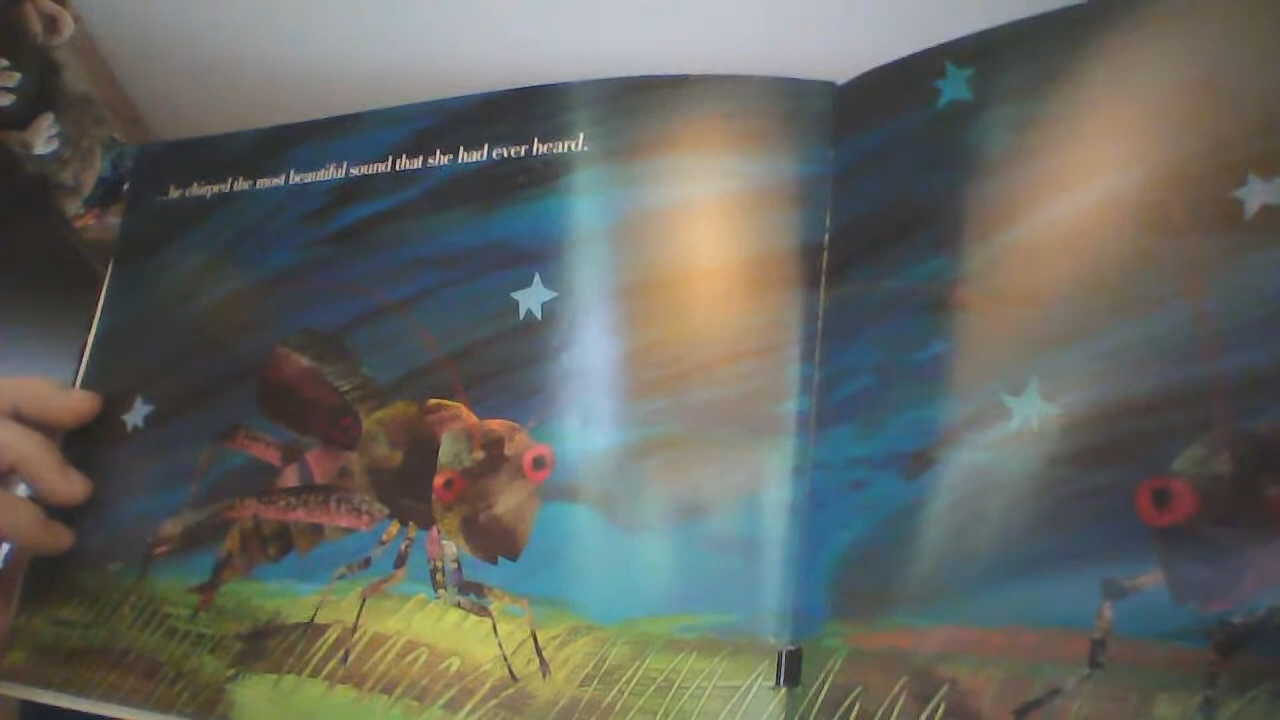 ...he chirped the most beautiful sound that she had ever heard.